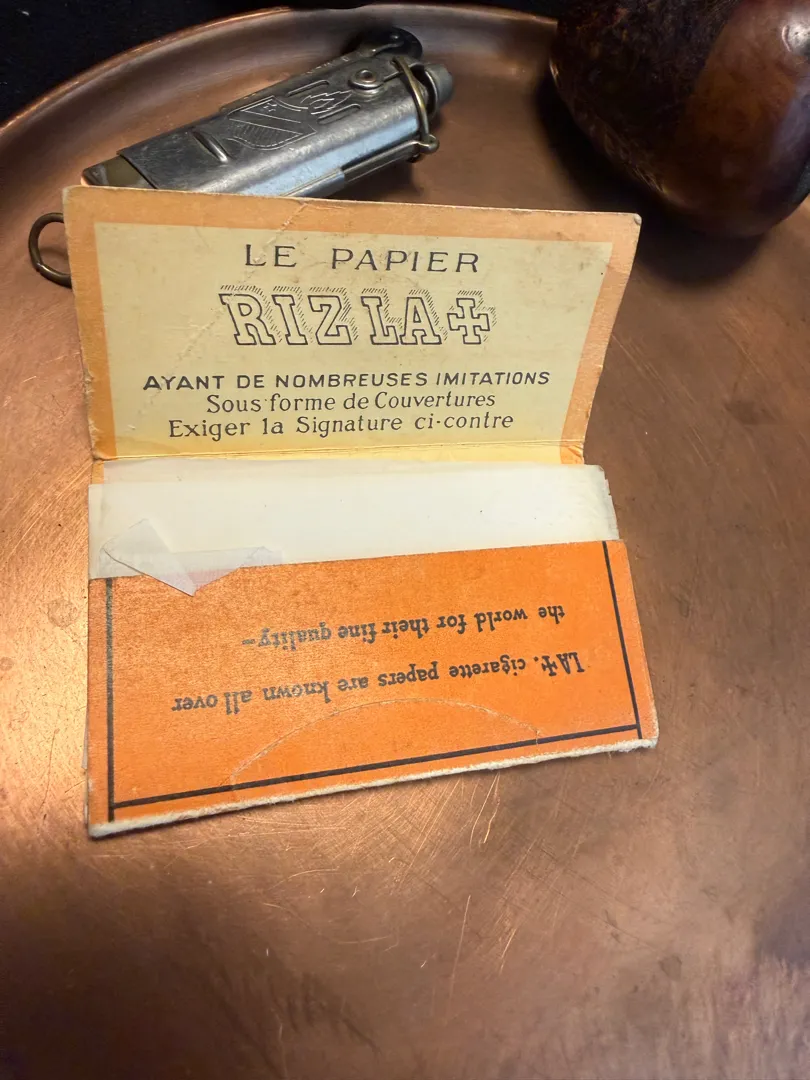 LE PAPIER
RIZ LA+
AYANT DE NOMBREUSES IMITATIONS
Sous forme de Couvertures
Exiger la Signature ci-contre
LA+. cigarette papers are known all over
the world for their fine quality–